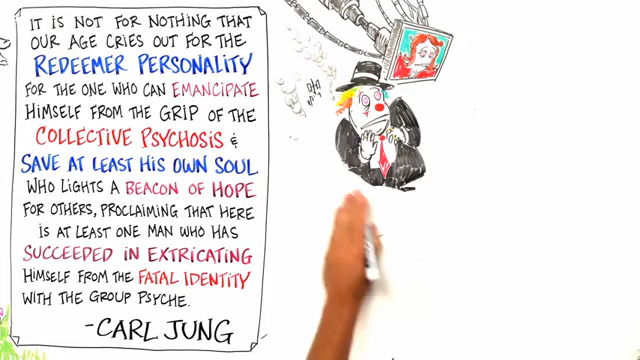 IT IS NOT FOR NOTHING THAT
OUR AGE CRIES OUT FOR THE
REDEEMER PERSONALITY
FOR THE ONE WHO CAN EMANCIPATE
HIMSELF FROM THE GRIP OF THE
COLLECTIVE PSYCHOSIS &
SAVE AT LEAST HIS OWN SOUL
WHO LIGHTS A BEACON OF HOPE
FOR OTHERS, PROCLAIMING THAT HERE
IS AT LEAST ONE MAN WHO HAS
SUCCEEDED IN EXTRICATING
HIMSELF FROM THE FATAL IDENTITY
WITH THE GROUP PSYCHE.
-CARL JUNG